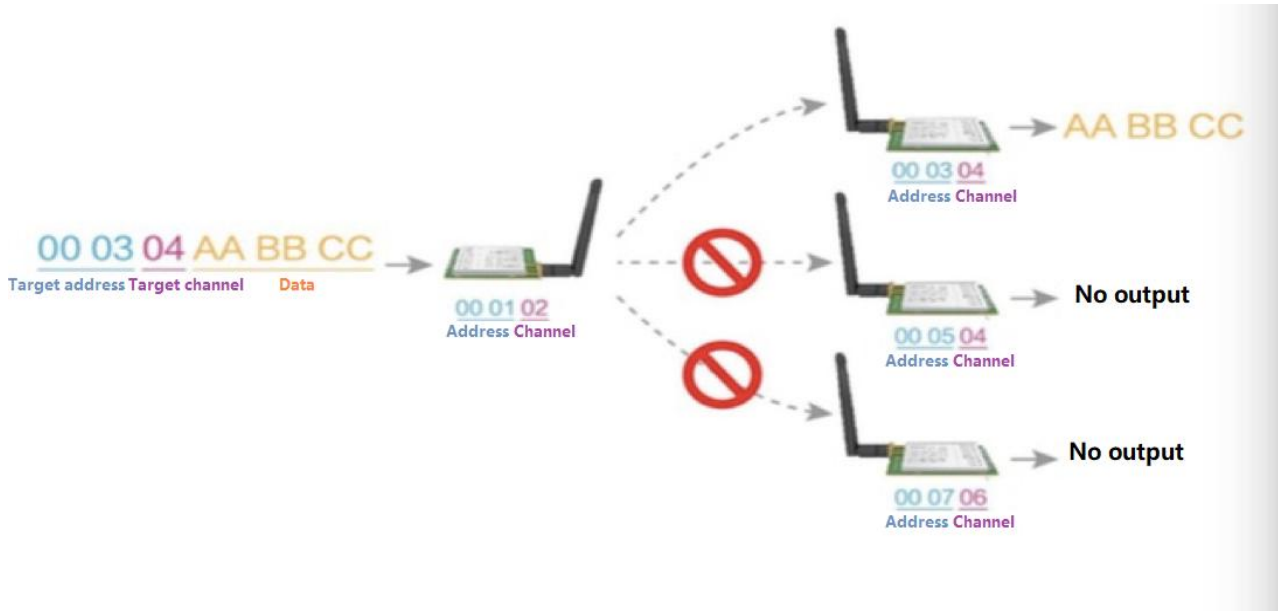 00 03 04 AA BB CC
Target address Target channel Data
00 01 02
Address Channel
AA BB CC
00 03 04
Address Channel
No output
00 05 04
Address Channel
No output
00 07 06
Address Channel